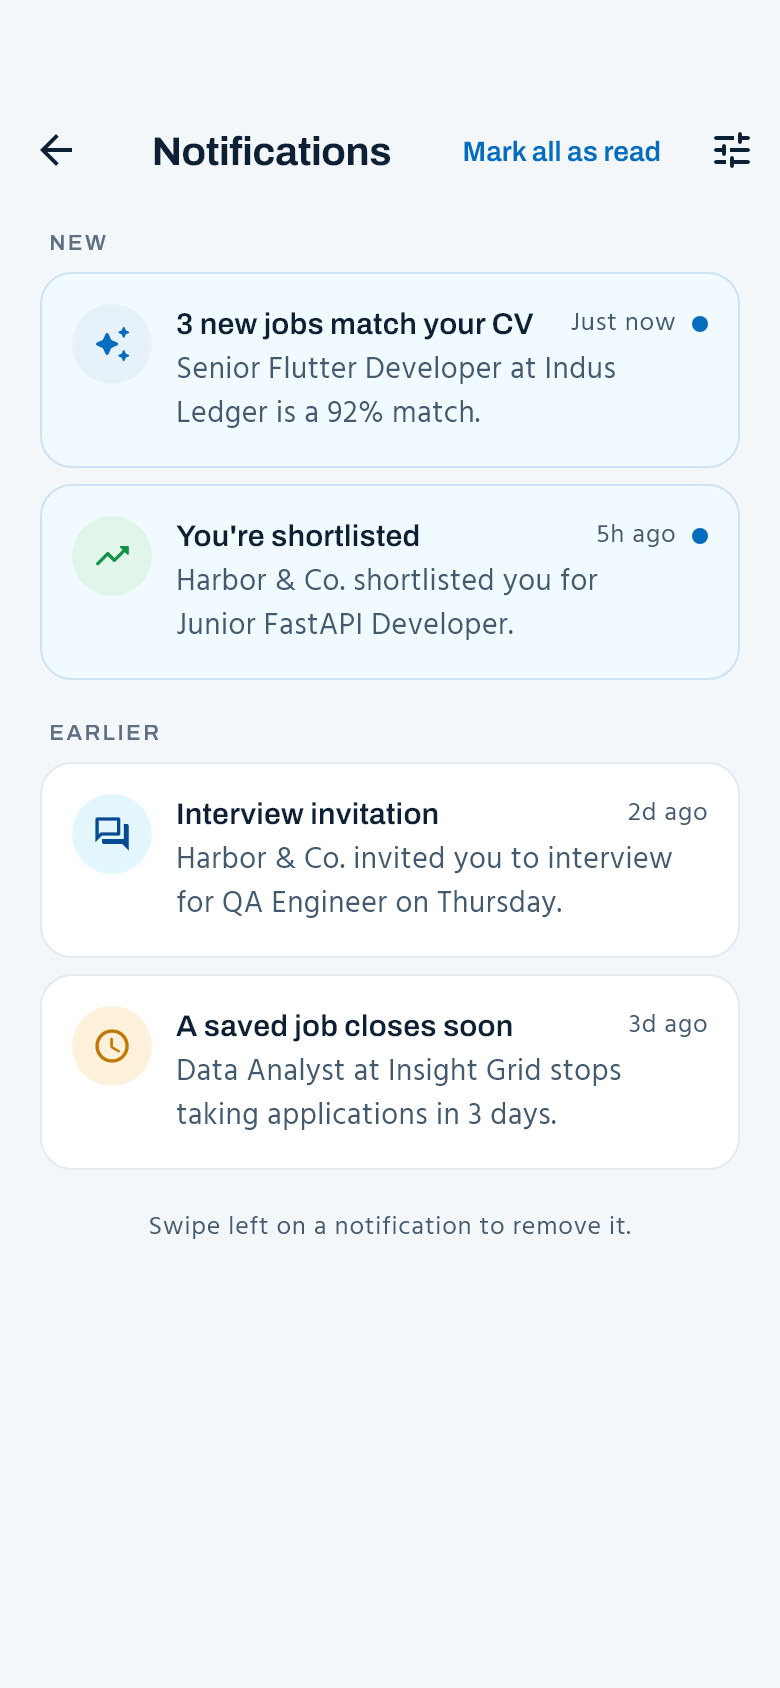 Notifications
Mark all as read
NEW
3 new jobs match your CV
Just now
Senior Flutter Developer at Indus
Ledger is a 92% match.
You're shortlisted
5h ago
Harbor & Co. shortlisted you for
Junior FastAPI Developer.
EARLIER
Interview invitation
2d ago
Harbor & Co. invited you to interview
for QA Engineer on Thursday.
A saved job closes soon
3d ago
Data Analyst at Insight Grid stops
taking applications in 3 days.
Swipe left on a notification to remove it.